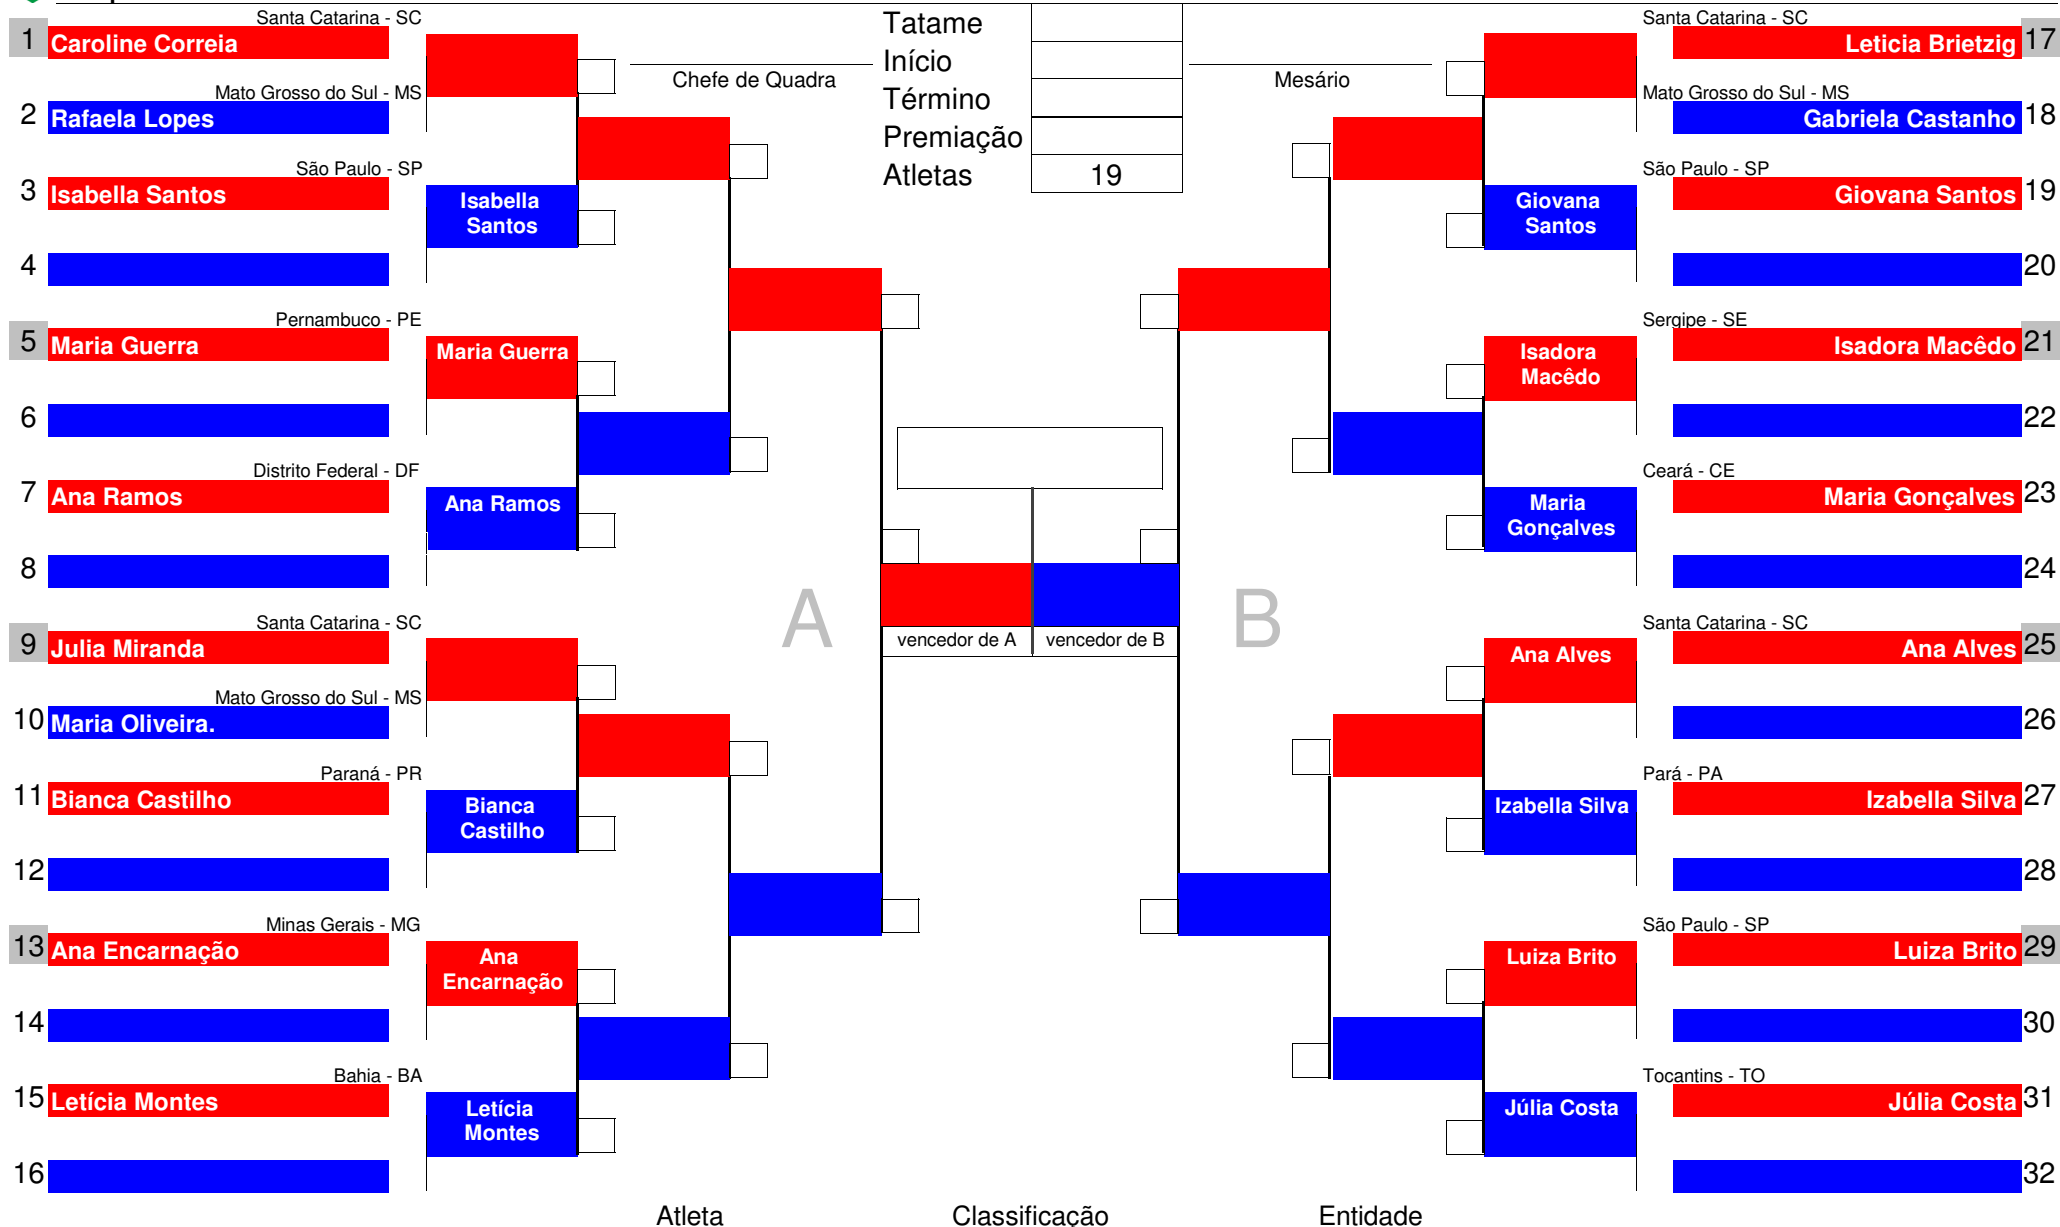 Tatame
Início
Término
Premiação
Atletas 19
Chefe de Quadra
Mesário
Santa Catarina - SC
1 Caroline Correia
Mato Grosso do Sul - MS
2 Rafaela Lopes
São Paulo - SP
3 Isabella Santos
Isabella
Santos
4
Pernambuco - PE
5 Maria Guerra
Maria Guerra
6
Distrito Federal - DF
7 Ana Ramos
Ana Ramos
8
Santa Catarina - SC
9 Julia Miranda
Mato Grosso do Sul - MS
10 Maria Oliveira.
Paraná - PR
11 Bianca Castilho
Bianca
Castilho
12
Minas Gerais - MG
13 Ana Encarnação
Ana
Encarnação
14
Bahia - BA
15 Letícia Montes
Letícia
Montes
16
A
B
vencedor de A
vencedor de B
Santa Catarina - SC
Leticia Brietzig 17
Mato Grosso do Sul - MS
Gabriela Castanho 18
São Paulo - SP
Giovana Santos 19
Giovana
Santos
20
Sergipe - SE
Isadora Macêdo 21
Isadora
Macêdo
22
Ceará - CE
Maria Gonçalves 23
Maria
Gonçalves
24
Santa Catarina - SC
Ana Alves 25
Ana Alves
26
Pará - PA
Izabella Silva 27
Izabella Silva
28
São Paulo - SP
Luiza Brito 29
Luiza Brito
30
Tocantins - TO
Júlia Costa 31
Júlia Costa
32
Atleta Classificação Entidade